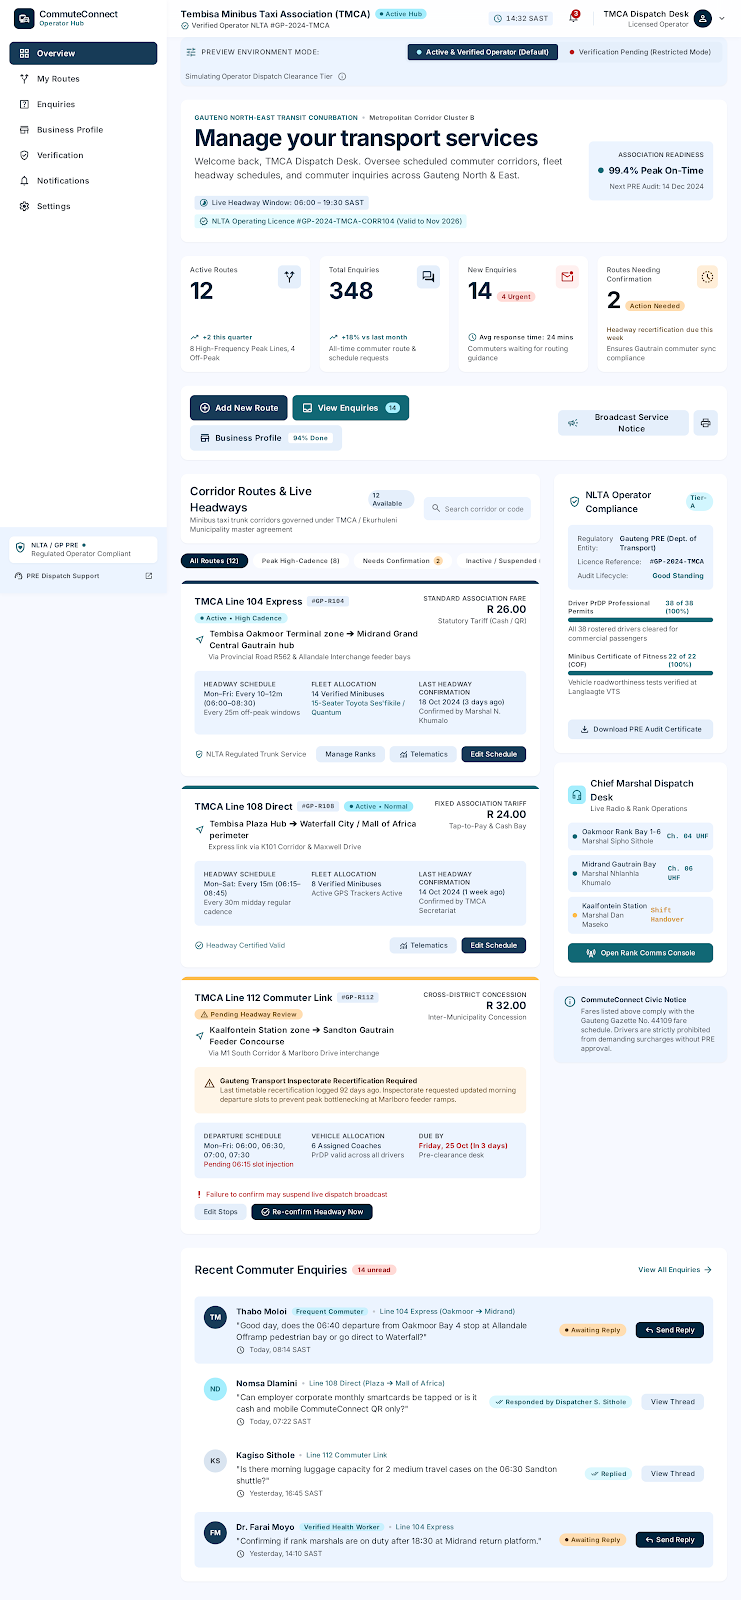 CommuteConnect
Operator Hub
Overview
My Routes
Enquiries
Business Profile
Verification
Notifications
Settings
NLTA / GP PRE
Regulated Operator Compliant
PRE Dispatch Support
Tembisa Minibus Taxi Association (TMCA)
Active Hub
Verified Operator NLTA #GP-2024-TMCA
14:32 SAST
3
TMCA Dispatch Desk
Licensed Operator
PREVIEW ENVIRONMENT MODE:
Active & Verified Operator (Default)
Verification Pending (Restricted Mode)
Simulating Operator Dispatch Clearance Tier
GAUTENG NORTH-EAST TRANSIT CONURBATION • Metropolitan Corridor Cluster B
Manage your transport services
Welcome back, TMCA Dispatch Desk. Oversee scheduled commuter corridors, fleet
headway schedules, and commuter inquiries across Gauteng North & East.
Live Headway Window: 06:00 – 19:30 SAST
NLTA Operating Licence #GP-2024-TMCA-CORR104 (Valid to Nov 2026)
ASSOCIATION READINESS
99.4% Peak On-Time
Next PRE Audit: 14 Dec 2024
Active Routes
12
+2 this quarter
8 High-Frequency Peak Lines, 4
Off-Peak
Total Enquiries
348
+18% vs last month
All-time commuter route &
schedule requests
New Enquiries
14
4 Urgent
Avg response time: 24 mins
Commuters waiting for routing
guidance
Routes Needing
Confirmation
2
Action Needed
Headway recertification due this
week
Ensures Gautrain commuter sync
compliance
Add New Route
View Enquiries 14
Business Profile 94% Done
Broadcast Service
Notice
Corridor Routes & Live
Headways
12
Available
Minibus taxi trunk corridors governed under TMCA / Ekurhuleni
Municipality master agreement
Search corridor or code
All Routes (12)
Peak High-Cadence (8)
Needs Confirmation 2
Inactive / Suspended
TMCA Line 104 Express #GP-R104
Active • High Cadence
Tembisa Oakmoor Terminal zone ➔ Midrand Grand
Central Gautrain hub
Via Provincial Road R562 & Allandale Interchange feeder bays
STANDARD ASSOCIATION FARE
R 26.00
Statutory Tariff (Cash / QR)
HEADWAY SCHEDULE
Mon–Fri: Every 10–12m
(06:00–08:30)
Every 25m off-peak windows
FLEET ALLOCATION
14 Verified Minibuses
15-Seater Toyota Ses'fikile /
Quantum
LAST HEADWAY
CONFIRMATION
18 Oct 2024 (3 days ago)
Confirmed by Marshal N.
Khumalo
NLTA Regulated Trunk Service
Manage Ranks
Telematics
Edit Schedule
TMCA Line 108 Direct #GP-R108 Active • Normal
Tembisa Plaza Hub ➔ Waterfall City / Mall of Africa
perimeter
Express link via K101 Corridor & Maxwell Drive
FIXED ASSOCIATION TARIFF
R 24.00
Tap-to-Pay & Cash Bay
HEADWAY SCHEDULE
Mon–Sat: Every 15m (06:15–
08:45)
Every 30m midday regular
cadence
FLEET ALLOCATION
8 Verified Minibuses
Active GPS Trackers Active
LAST HEADWAY
CONFIRMATION
14 Oct 2024 (1 week ago)
Confirmed by TMCA
Secretariat
Headway Certified Valid
Telematics
Edit Schedule
TMCA Line 112 Commuter Link #GP-R112
Pending Headway Review
Kaalfontein Station zone ➔ Sandton Gautrain
Feeder Concourse
Via M1 South Corridor & Marlboro Drive interchange
CROSS-DISTRICT CONCESSION
R 32.00
Inter-Municipality Concession
Gauteng Transport Inspectorate Recertification Required
Last timetable recertification logged 92 days ago. Inspectorate requested updated morning
departure slots to prevent peak bottlenecking at Marlboro feeder ramps.
DEPARTURE SCHEDULE
Mon–Fri: 06:00, 06:30,
07:00, 07:30
Pending 06:15 slot injection
VEHICLE ALLOCATION
6 Assigned Coaches
PrDP valid across all drivers
DUE BY
Friday, 25 Oct (In 3 days)
Pre-clearance desk
Failure to confirm may suspend live dispatch broadcast
Edit Stops
Re-confirm Headway Now
NLTA Operator
Compliance
Tier-
A
Regulatory
Entity:
Gauteng PRE (Dept. of
Transport)
Licence Reference: #GP-2024-TMCA
Audit Lifecycle: Good Standing
Driver PrDP Professional
Permits
38 of 38
(100%)
All 38 rostered drivers cleared for
commercial passengers
Minibus Certificate of Fitness
(COF)
22 of 22
(100%)
Vehicle roadworthiness tests verified at
Langlaagte VTS
Download PRE Audit Certificate
Chief Marshal Dispatch
Desk
Live Radio & Rank Operations
Oakmoor Rank Bay 1-6
Marshal Sipho Sithole
Ch. 04 UHF
Midrand Gautrain Bay
Marshal Nhlanhla
Khumalo
Ch. 06
UHF
Kaalfontein Station
Marshal Dan
Maseko
Shift
Handover
Open Rank Comms Console
CommuteConnect Civic Notice
Fares listed above comply with the
Gauteng Gazette No. 44109 fare
schedule. Drivers are strictly prohibited
from demanding surcharges without PRE
approval.
Recent Commuter Enquiries 14 unread
View All Enquiries
TM
Thabo Moloi Frequent Commuter • Line 104 Express (Oakmoor ➔ Midrand)
"Good day, does the 06:40 departure from Oakmoor Bay 4 stop at Allandale
Offramp pedestrian bay or go direct to Waterfall?"
Today, 08:14 SAST
Awaiting Reply
Send Reply
ND
Nomsa Dlamini • Line 108 Direct (Plaza ➔ Mall of Africa)
"Can employer corporate monthly smartcards be tapped or is it
cash and mobile CommuteConnect QR only?"
Today, 07:22 SAST
Responded by Dispatcher S. Sithole
View Thread
KS
Kagiso Sithole • Line 112 Commuter Link
"Is there morning luggage capacity for 2 medium travel cases on the 06:30 Sandton
shuttle?"
Yesterday, 16:45 SAST
Replied
View Thread
FM
Dr. Farai Moyo Verified Health Worker • Line 104 Express
"Confirming if rank marshals are on duty after 18:30 at Midrand return platform."
Yesterday, 14:10 SAST
Awaiting Reply
Send Reply